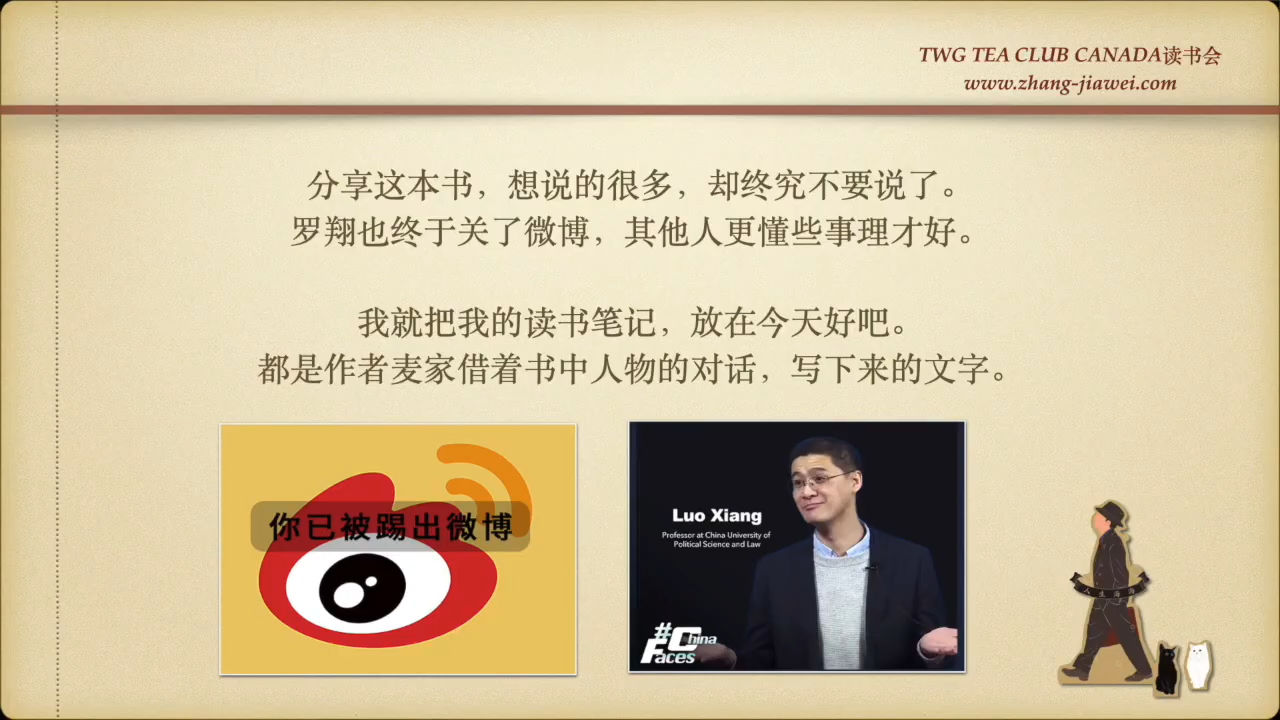 TWG TEA CLUB CANADA读书会
www.zhang-jiawei.com
分享这本书，想说的很多，却终究不要说了。
罗翔也终于关了微博，其他人更懂些事理才好。
我就把我的读书笔记，放在今天好吧。
都是作者麦家借着书中人物的对话，写下来的文字。
你已被踢出微博
Luo Xiang
Professor at China University of
Political Science and Law
#China
Faces
人生海海